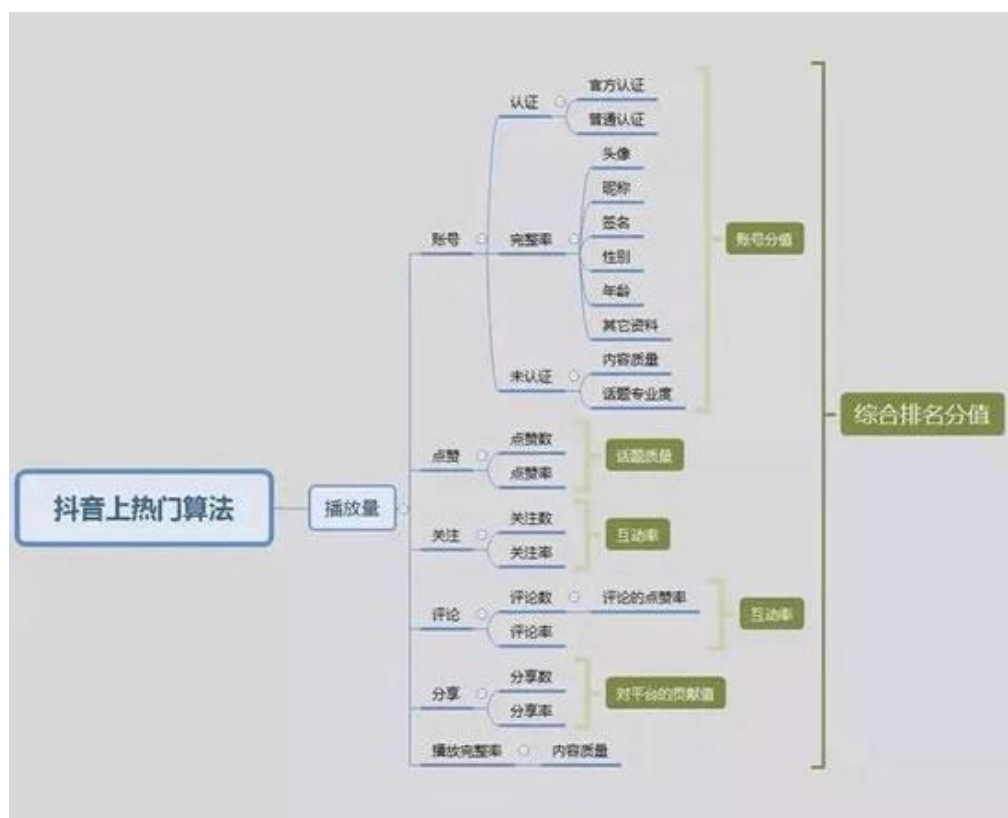 抖音上热门算法
播放量
账号
认证
官方认证
普通认证
完整率
头像
昵称
签名
性别
年龄
其它资料
未认证
内容质量
话题专业度
账号分值
点赞
点赞数
点赞率
话题质量
关注
关注数
关注率
互动率
评论
评论数
评论的点赞率
评论率
互动率
分享
分享数
分享率
对平台的贡献值
播放完整率
内容质量
综合排名分值